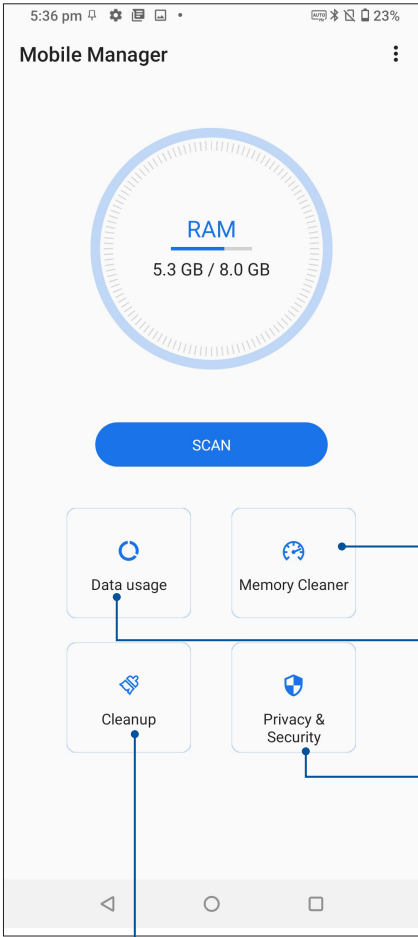 5:36 pm
AUTO
23%
Mobile Manager
RAM
5.3 GB / 8.0 GB
SCAN
Data usage
Memory Cleaner
Cleanup
Privacy &
Security